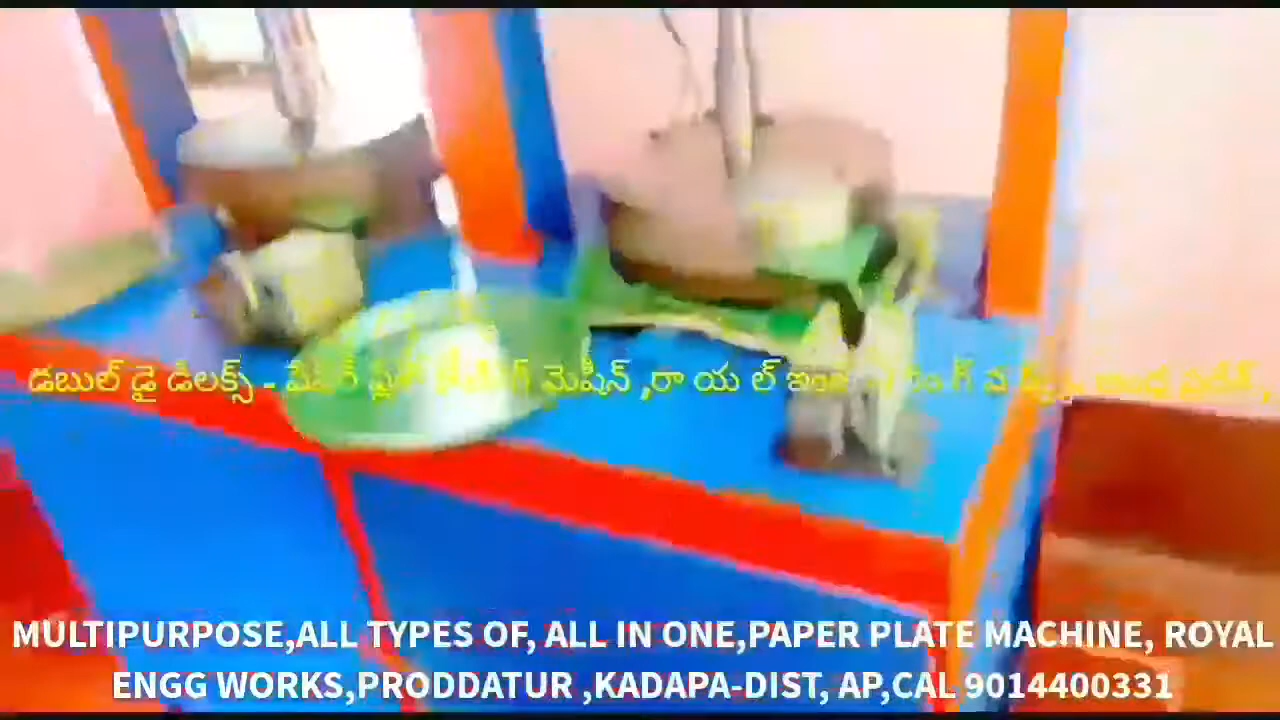 డబుల్ డై డిలక్స్ - పేపర్ ప్లేట్ మేకింగ్ మెషీన్ ,రా య ల్
MULTIPURPOSE,ALL TYPES OF, ALL IN ONE,PAPER PLATE MACHINE, ROYAL
ENGG WORKS,PRODDATUR ,KADAPA-DIST, AP,CAL 9014400331